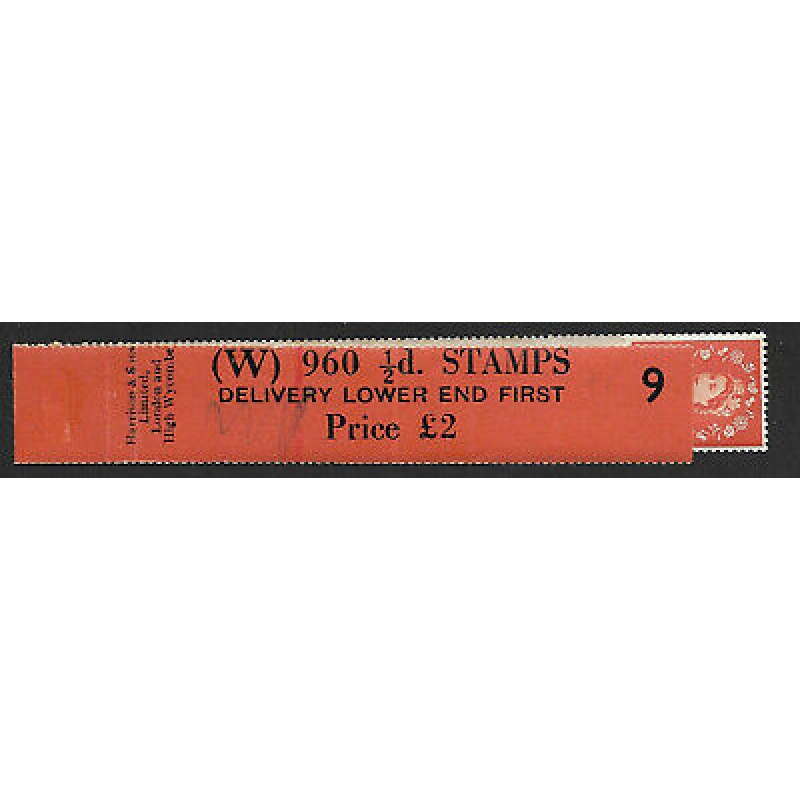 Harrison & Sons
Limited,
London and
High Wycombe
(W) 960 ½d. STAMPS
DELIVERY LOWER END FIRST
Price £2
9